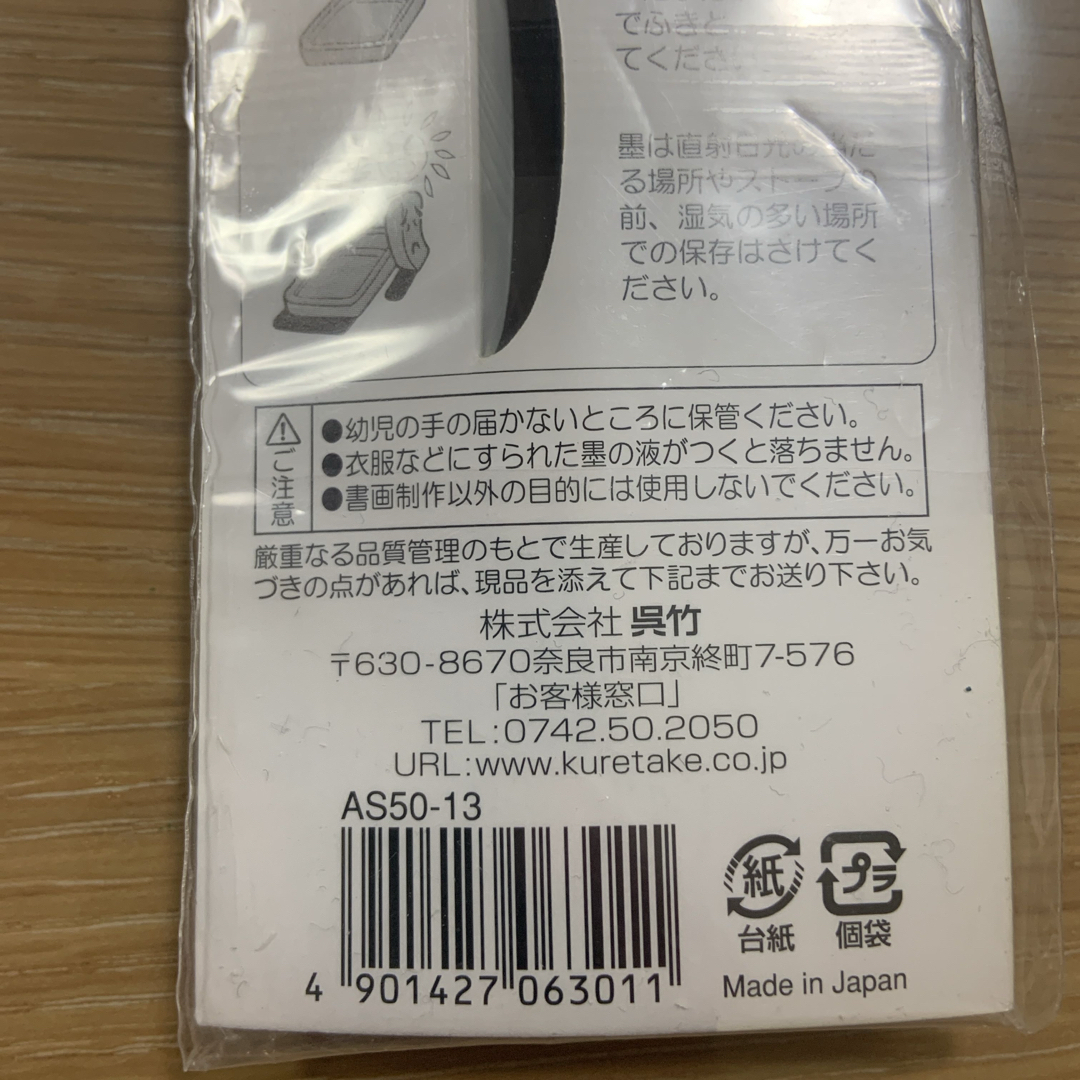 でふきと
てくださ
墨は直射日光の当た
る場所やストーブの
前、湿気の多い場所
での保存はさけてく
ださい。
ご注意
●幼児の手の届かないところに保管ください。
●衣服などにすられた墨の液がつくと落ちません。
●書画制作以外の目的には使用しないでください。
厳重なる品質管理のもとで生産しておりますが、万一お気
づきの点があれば、現品を添えて下記までお送り下さい。
株式会社 呉竹
〒630-8670奈良市南京終町7-576
「お客様窓口」
TEL:0742.50.2050
URL:www.kuretake.co.jp
AS50-13
4 901427 063011
紙
台紙
プラ
個袋
Made in Japan